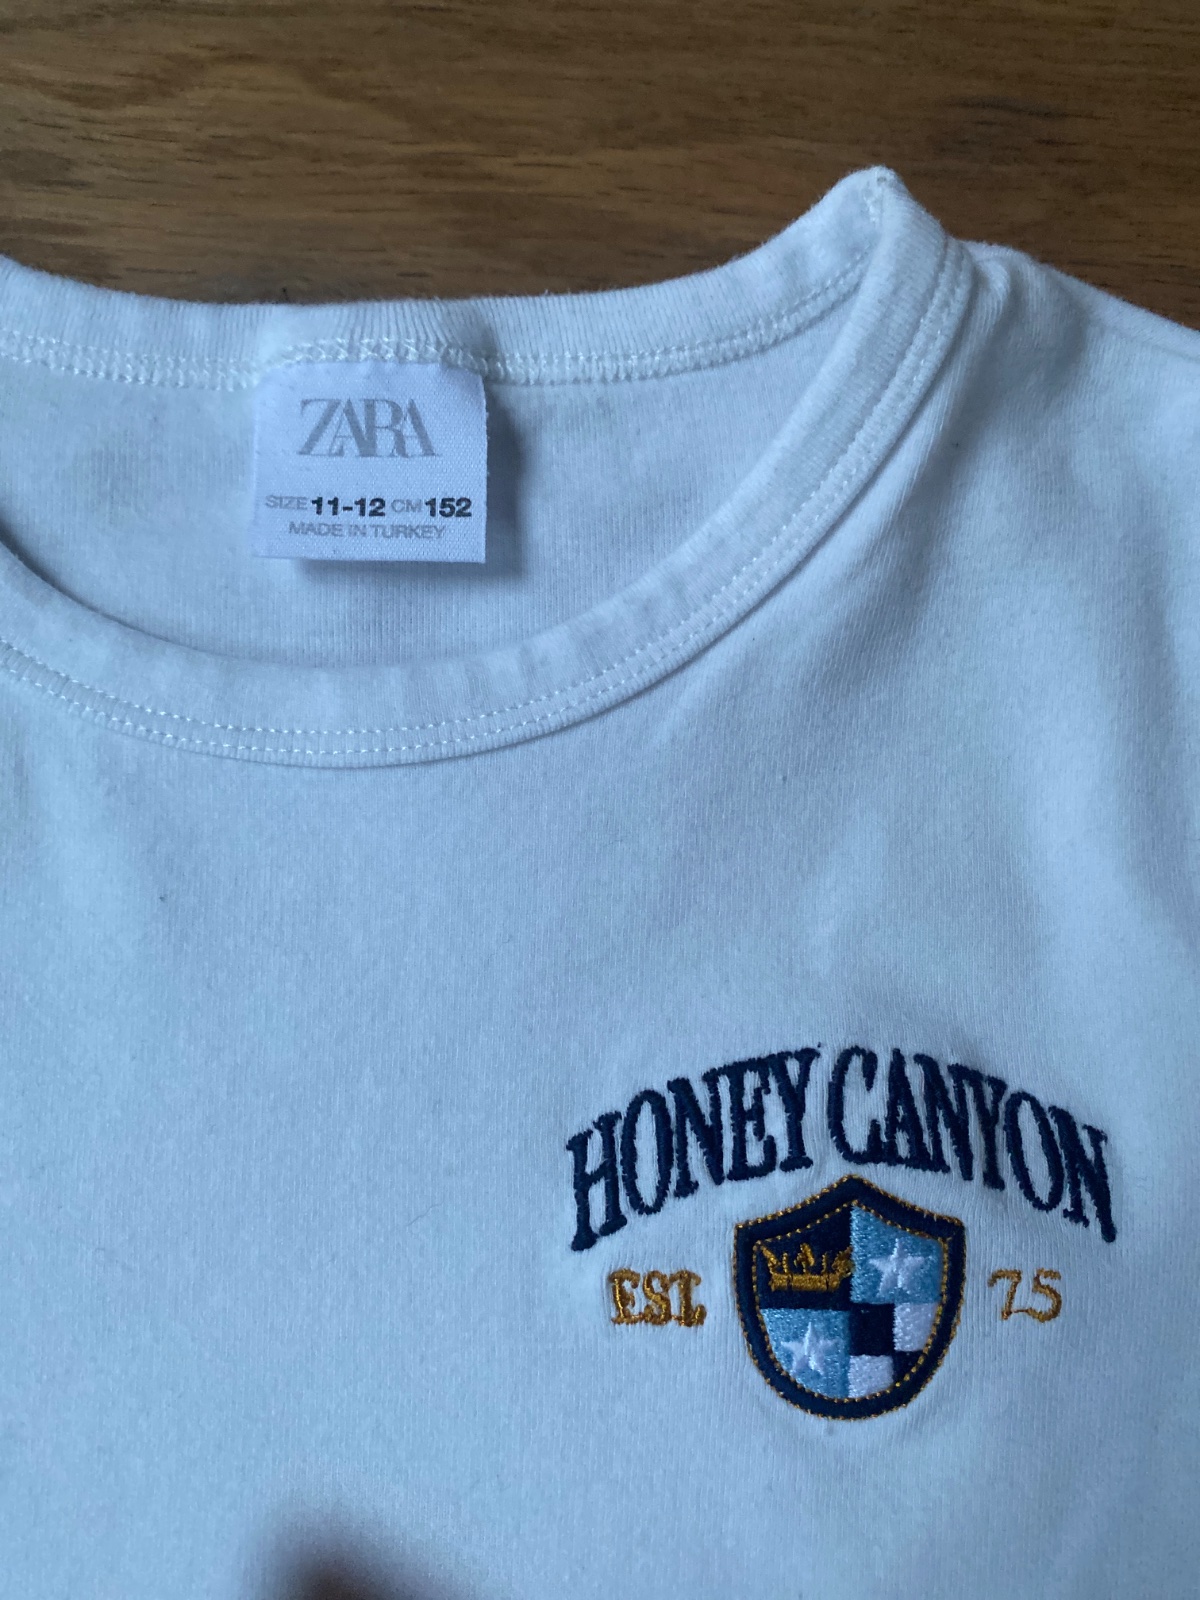 ZARA
SIZE 11-12 CM 152
MADE IN TURKEY
HONEY CANYON
EST. 75